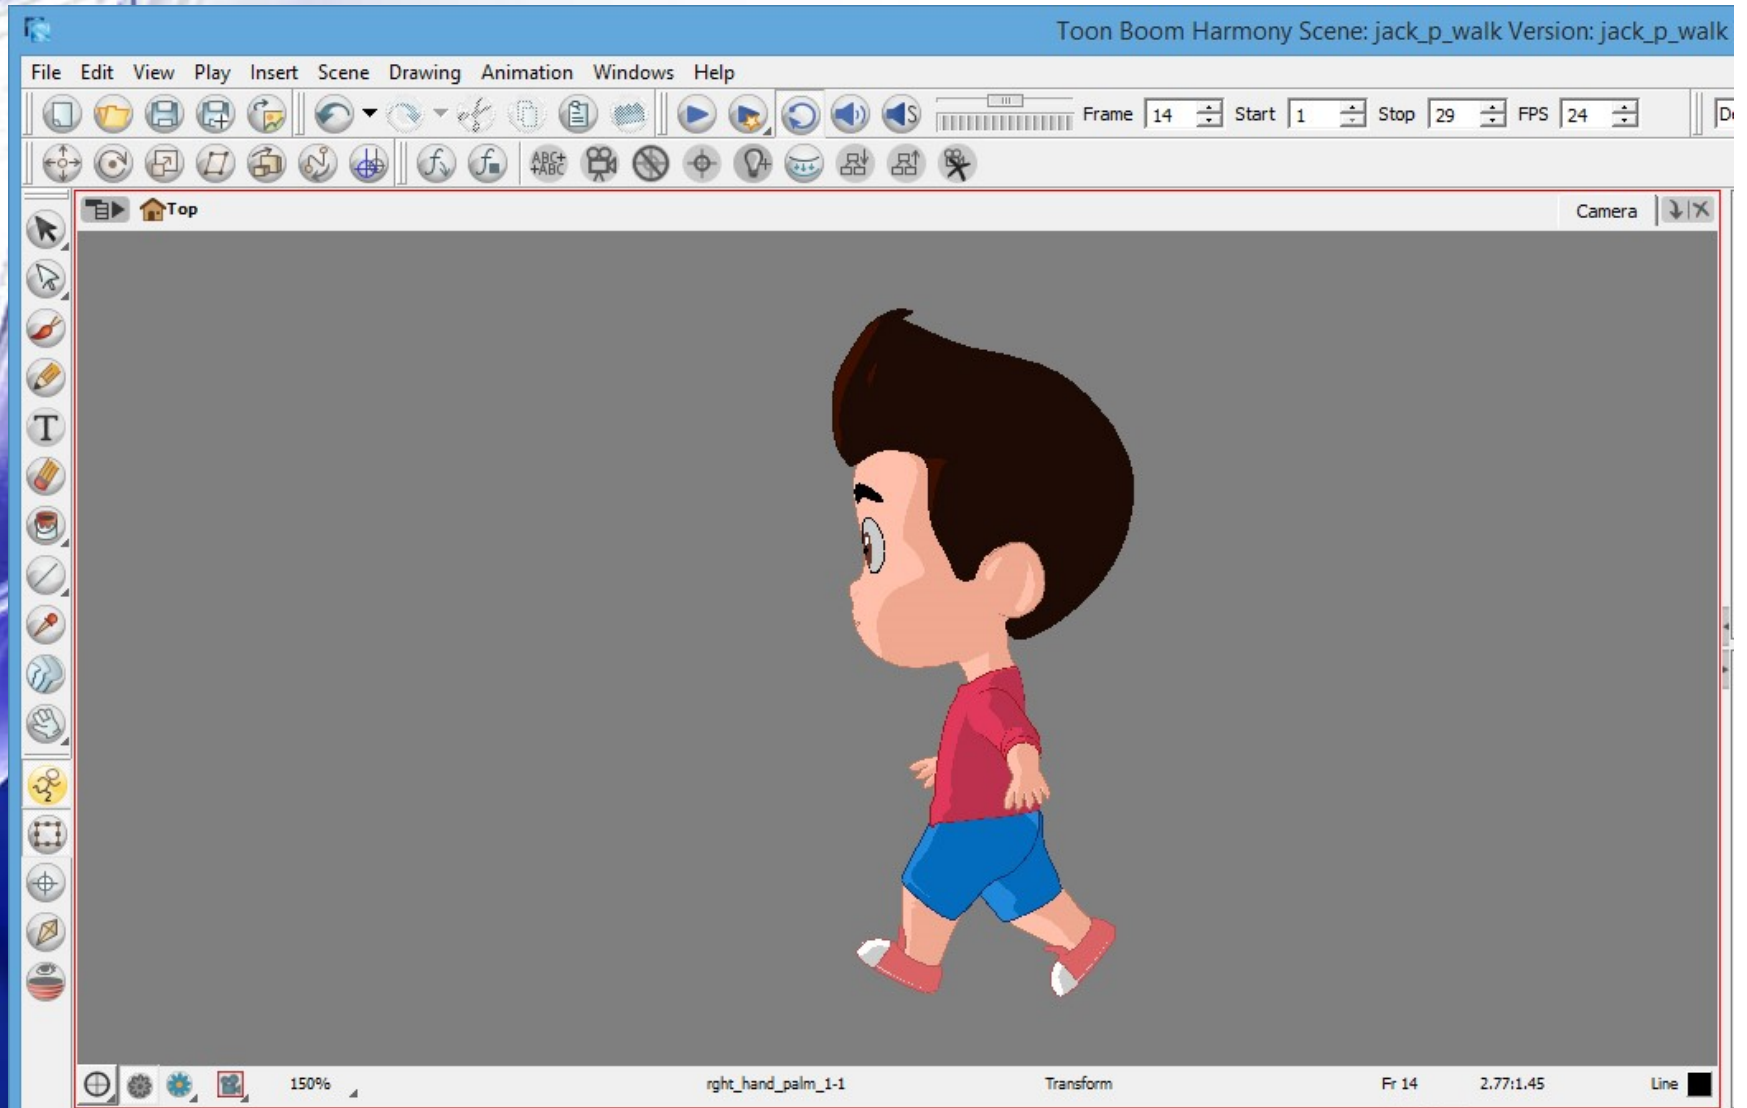 Toon Boom Harmony Scene: jack_p_walk Version: jack_p_walk
File Edit View Play Insert Scene Drawing Animation Windows Help
Frame 14 Start 1 Stop 29 FPS 24
ABC+
+ABC
Top Camera
T
150% rght_hand_palm_1-1 Transform Fr 14 2.77:1.45 Line